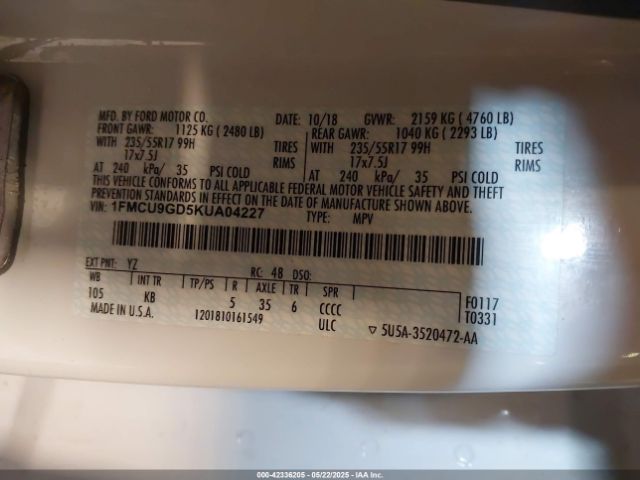 MFD. BY FORD MOTOR CO. DATE: 10/18 GVWR: 2159 KG ( 4760 LB)
FRONT GAWR: 1125 KG ( 2480 LB) REAR GAWR: 1040 KG ( 2293 LB)
WITH 235/55R17 99H TIRES WITH 235/55R17 99H TIRES
17x7.5J RIMS 17x7.5J RIMS
AT 240 kPa/ 35 PSI COLD AT 240 kPa/ 35 PSI COLD
THIS VEHICLE CONFORMS TO ALL APPLICABLE FEDERAL MOTOR VEHICLE SAFETY AND THEFT
PREVENTION STANDARDS IN EFFECT ON THE DATE OF MANUFACTURE SHOWN ABOVE.
VIN: 1FMCU9GD5KUA04227 TYPE: MPV
EXT PNT: YZ RC: 48 DSO:
WB INT TR TP/PS R AXLE TR SPR
105 KB 5 35 6 CCCC F0117
T0331
MADE IN U.S.A. 1201810161549 ULC ▽ 5U5A-3520472-AA
000-42336205 - 05/22/2025 - IAA Inc.